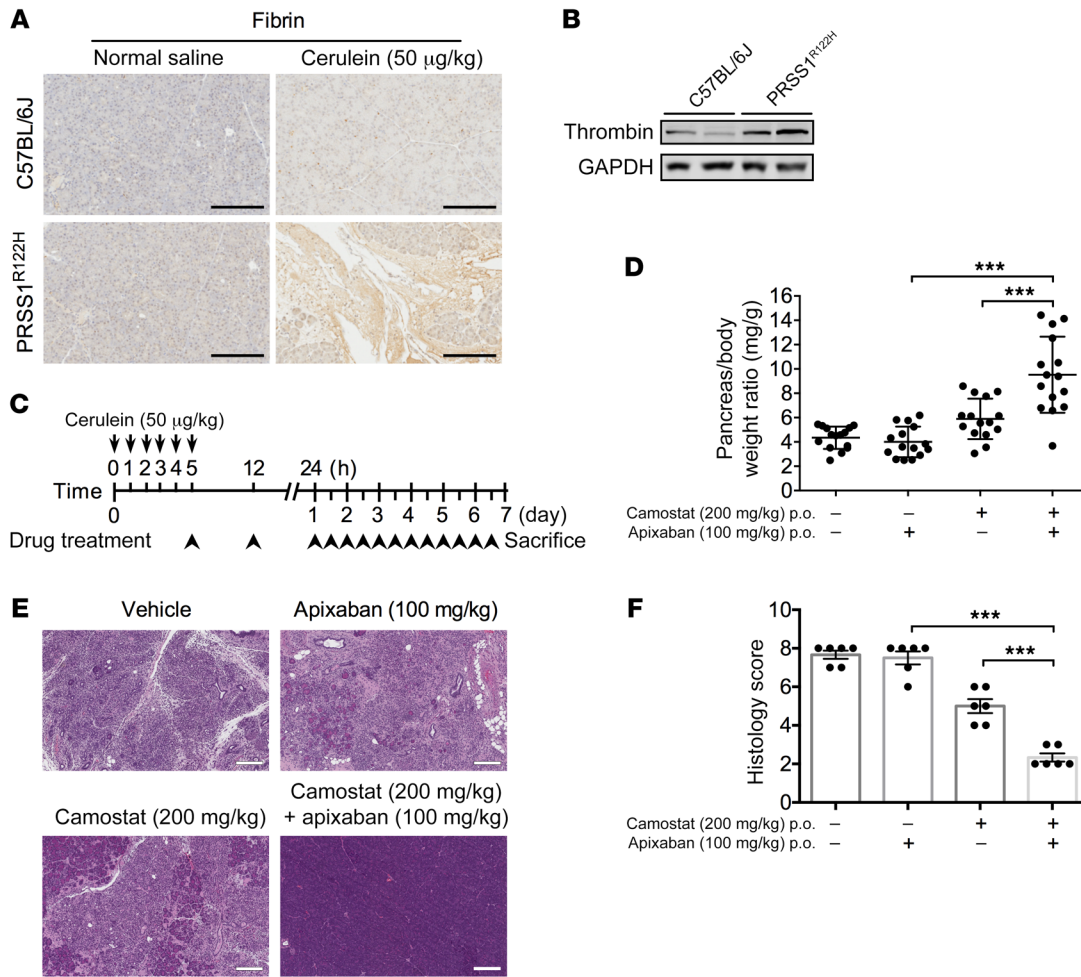 A
Fibrin
Normal saline
Cerulein (50 μg/kg)
C57BL/6J
PRSS1R122H
B
C57BL/6J
PRSS1R122H
Thrombin
GAPDH
C
Cerulein (50 μg/kg)
0 1 2 3 4 5 12 24 (h)
Time
0 1 2 3 4 5 6 7 (day)
Drug treatment
Sacrifice
D
***
***
Pancreas/body
weight ratio (mg/g)
16
14
12
10
8
6
4
2
0
Camostat (200 mg/kg) p.o. – – + +
Apixaban (100 mg/kg) p.o. – + – +
E
Vehicle
Apixaban (100 mg/kg)
Camostat (200 mg/kg)
Camostat (200 mg/kg)
+ apixaban (100 mg/kg)
F
***
***
Histology score
10
8
6
4
2
0
Camostat (200 mg/kg) p.o. – – + +
Apixaban (100 mg/kg) p.o. – + – +